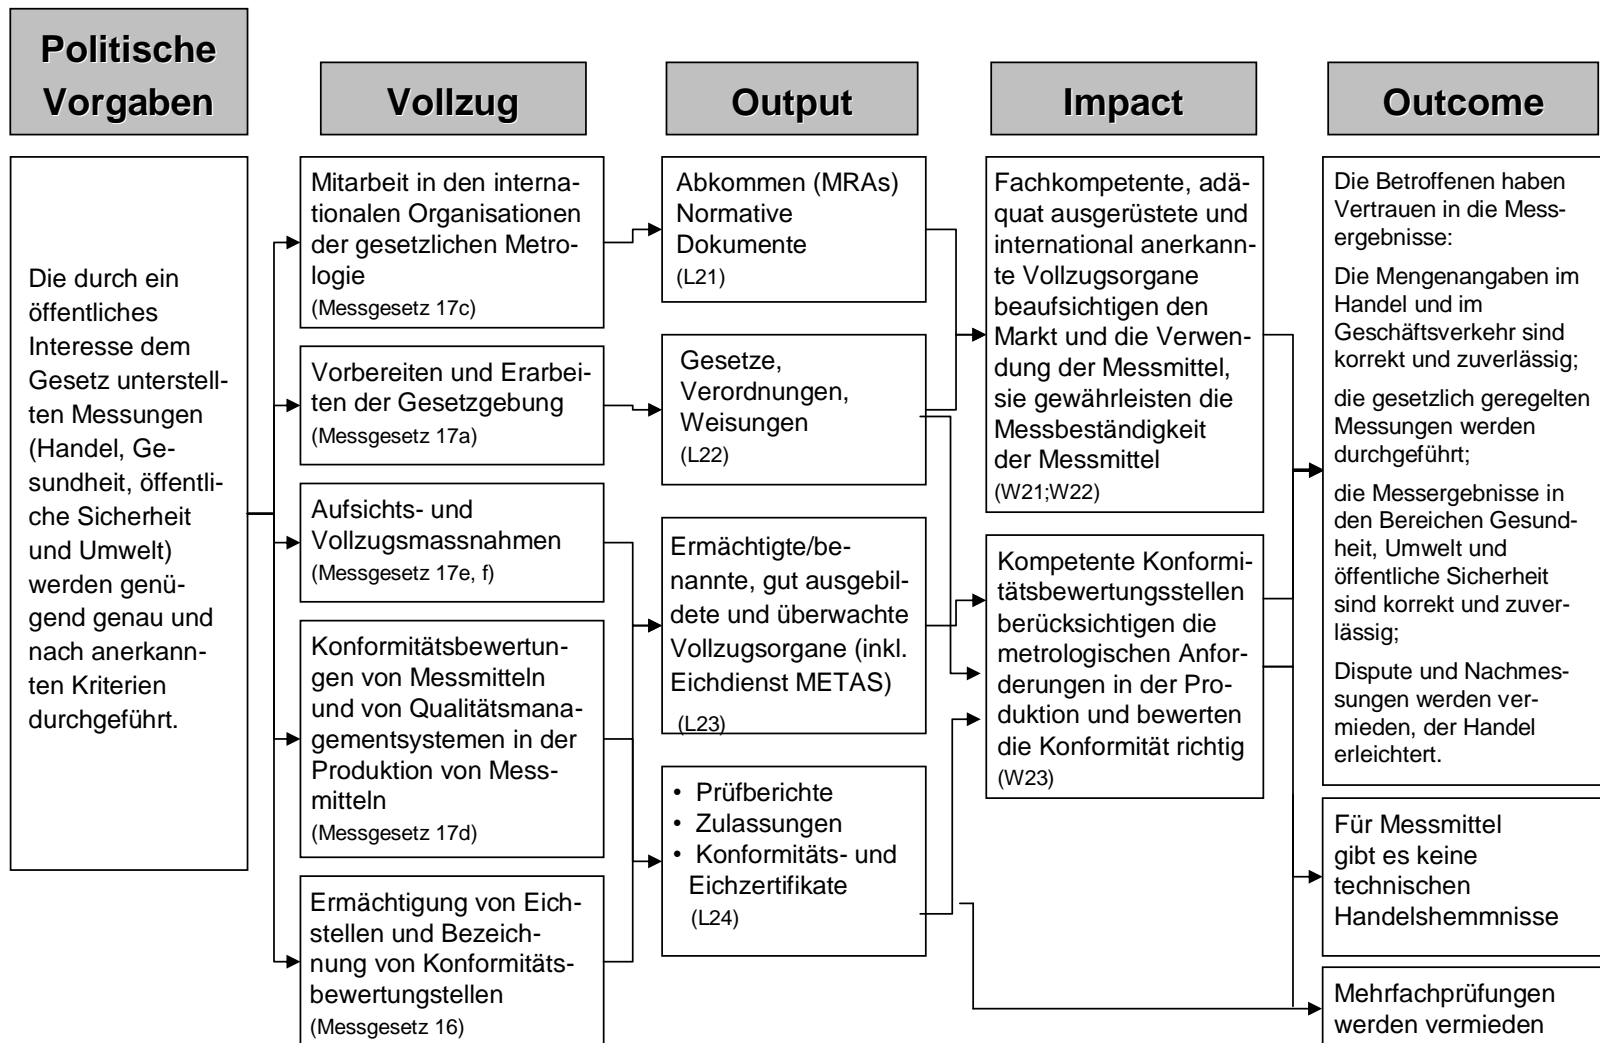 Politische
Vorgaben
Vollzug
Output
Impact
Outcome
Die durch ein
öffentliches
Interesse dem
Gesetz unterstell-
ten Messungen
(Handel, Ge-
sundheit, öffentli-
che Sicherheit
und Umwelt)
werden genü-
gend genau und
nach anerkann-
ten Kriterien
durchgeführt.
Mitarbeit in den interna-
tionalen Organisationen
der gesetzlichen Metro-
logie
(Messgesetz 17c)
Vorbereiten und Erarbei-
ten der Gesetzgebung
(Messgesetz 17a)
Aufsichts- und
Vollzugsmassnahmen
(Messgesetz 17e, f)
Konformitätsbewertun-
gen von Messmitteln
und von Qualitätsmana-
gementsystemen in der
Produktion von Mess-
mitteln
(Messgesetz 17d)
Ermächtigung von Eich-
stellen und Bezeich-
nung von Konformitäts-
bewertungstellen
(Messgesetz 16)
Abkommen (MRAs)
Normative
Dokumente
(L21)
Gesetze,
Verordnungen,
Weisungen
(L22)
Ermächtigte/be-
nannte, gut ausgebil-
dete und überwachte
Vollzugsorgane (inkl.
Eichdienst METAS)
(L23)
• Prüfberichte
• Zulassungen
• Konformitäts- und
Eichzertifikate
(L24)
Fachkompetente, adä-
quat ausgerüstete und
international anerkann-
te Vollzugsorgane
beaufsichtigen den
Markt und die Verwen-
dung der Messmittel,
sie gewährleisten die
Messbeständigkeit
der Messmittel
(W21;W22)
Kompetente Konformi-
tätsbewertungsstellen
berücksichtigen die
metrologischen Anfor-
derungen in der Pro-
duktion und bewerten
die Konformität richtig
(W23)
Die Betroffenen haben
Vertrauen in die Mess-
ergebnisse:
Die Mengenangaben im
Handel und im
Geschäftsverkehr sind
korrekt und zuverlässig;
die gesetzlich geregelten
Messungen werden
durchgeführt;
die Messergebnisse in
den Bereichen Gesund-
heit, Umwelt und
öffentliche Sicherheit
sind korrekt und zuver-
lässig;
Dispute und Nachmes-
sungen werden ver-
mieden, der Handel
erleichtert.
Für Messmittel
gibt es keine
technischen
Handelshemmnisse
Mehrfachprüfungen
werden vermieden